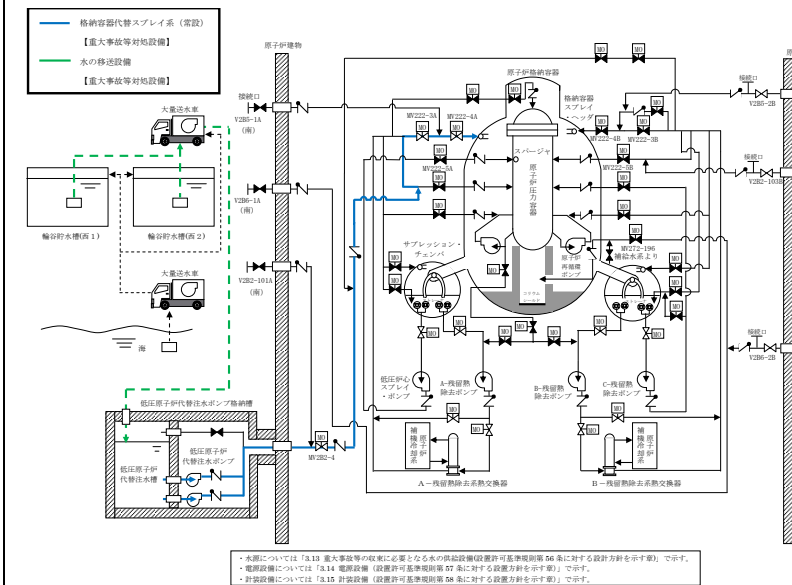 格納容器代替スプレイ系（常設）
【重大事故等対処設備】
水の移送設備
【重大事故等対処設備】
大量送水車
輪谷貯水槽(西1)
輪谷貯水槽(西2)
大量送水車
海
低圧原子炉代替注水ポンプ格納槽
低圧原子炉
代替注水槽
低圧原子炉
代替注水ポンプ
原子炉建物
接続口
V2B5-1A
(南)
V2B6-1A
(南)
V2B2-101A
(南)
MO
MV2B2-4
原子炉格納容器
格納容器
スプレイ
・ヘッダ
MV222-3A
MV222-4A
MV222-5A
MV222-4B
MV222-3B
MV222-5B
スパージャ
原子炉圧力容器
サプレッション・
チェンバ
原子炉
再循環
ポンプ
MV272-196
補給水系より
低圧炉心
スプレイ
・ポンプ
A-残留熱
除去ポンプ
B-残留熱
除去ポンプ
C-残留熱
除去ポンプ
原子炉
補機冷却系
原子炉
補機冷却系
A－残留熱除去系熱交換器
B－残留熱除去系熱交換器
接続口
V2B5-2B
接続口
V2B2-103B
接続口
V2B6-2B
・水源については「3.13 重大事故等の収束に必要となる水の供給設備(設置許可基準規則第 56 条に対する設計方針を示す章)」で示す。
・電源設備については「3.14 電源設備（設置許可基準規則第 57 条に対する設置方針を示す章）」で示す。
・計装設備については「3.15 計装設備（設置許可基準規則第 58 条に対する設置方針を示す章）」で示す。